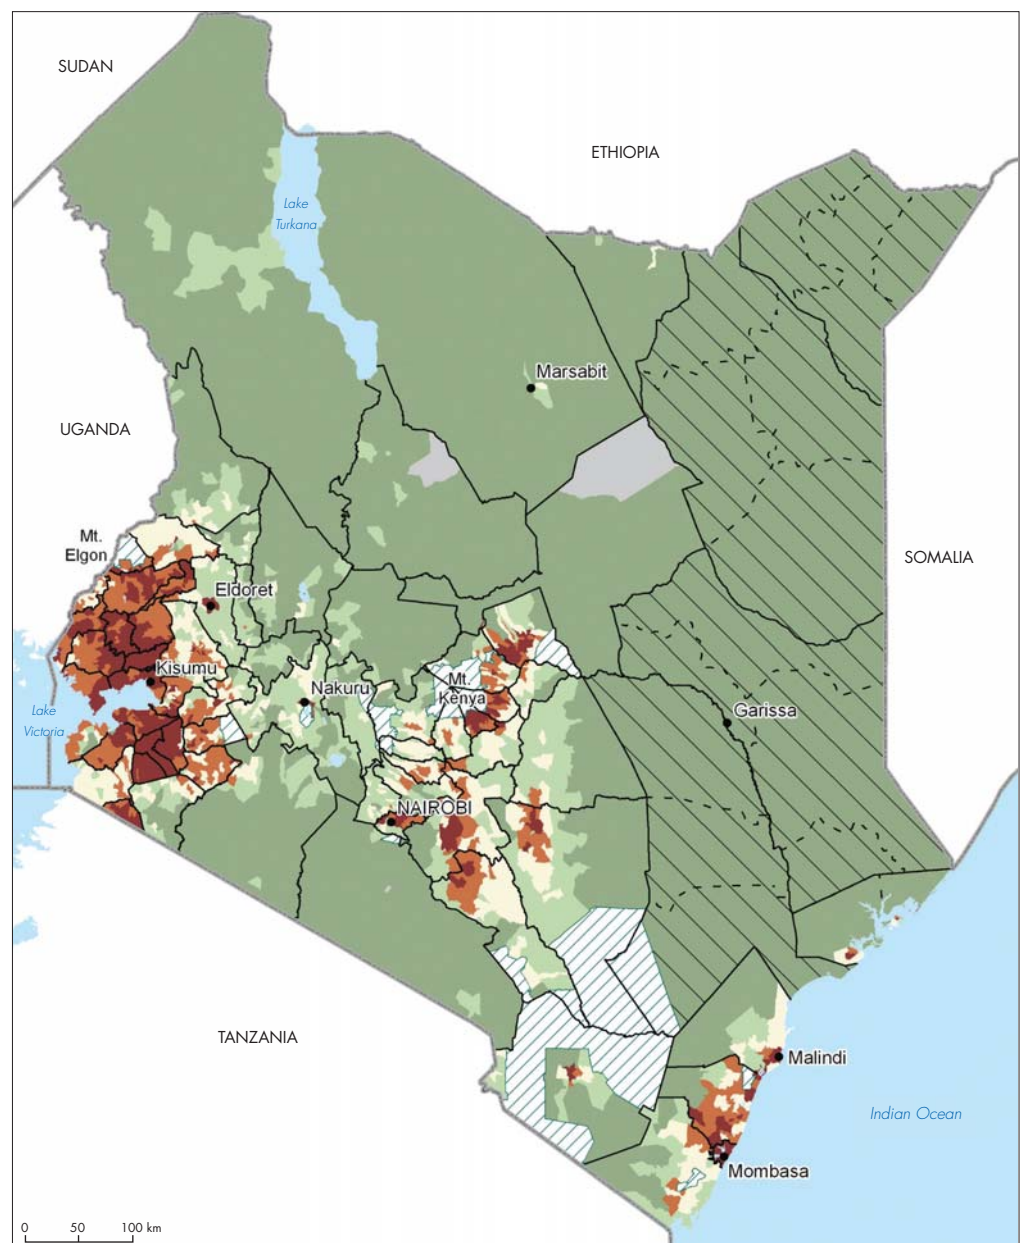 SUDAN
ETHIOPIA
Lake
Turkana
Marsabit
UGANDA
Mt.
Elgon
SOMALIA
Eldoret
Kisumu
Nakuru
Mt.
Kenya
Lake
Victoria
Garissa
NAIROBI
TANZANIA
Malindi
Indian Ocean
Mombasa
0 50 100 km